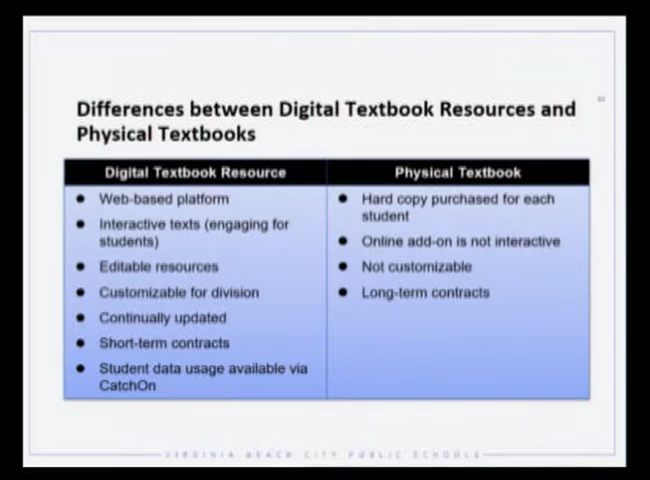 Differences between Digital Textbook Resources and
Physical Textbooks
Digital Textbook Resource
Web-based platform
Interactive texts (engaging for
students)
Editable resources
Customizable for division
Continually updated
Short-term contracts
Student data usage available via
CatchOn
Physical Textbook
Hard copy purchased for each
student
Online add-on is not interactive
Not customizable
Long-term contracts
VIRGINIA BEACH CITY PUBLIC SCHOOLS